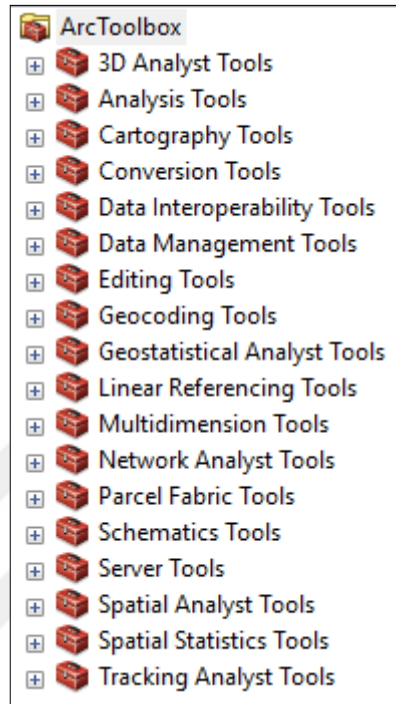 ArcToolbox
3D Analyst Tools
Analysis Tools
Cartography Tools
Conversion Tools
Data Interoperability Tools
Data Management Tools
Editing Tools
Geocoding Tools
Geostatistical Analyst Tools
Linear Referencing Tools
Multidimension Tools
Network Analyst Tools
Parcel Fabric Tools
Schematics Tools
Server Tools
Spatial Analyst Tools
Spatial Statistics Tools
Tracking Analyst Tools